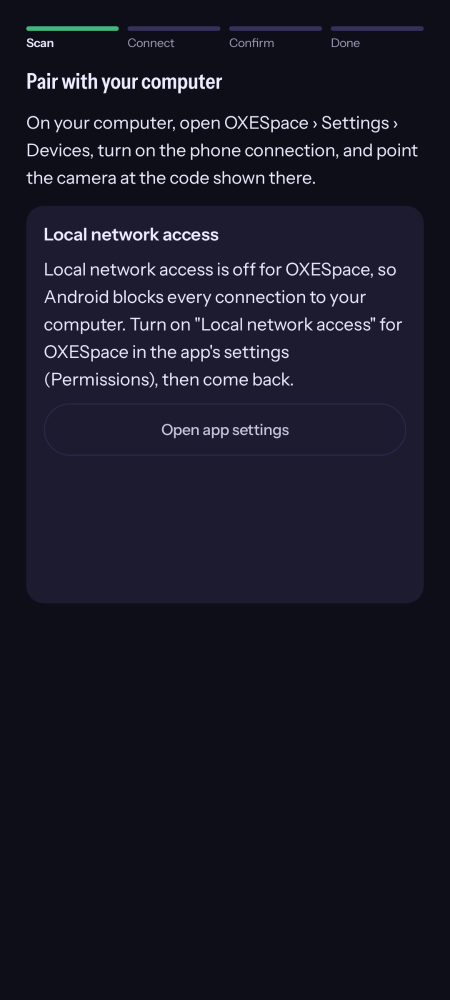 Scan Connect Confirm Done
Pair with your computer
On your computer, open OXESpace › Settings ›
Devices, turn on the phone connection, and point
the camera at the code shown there.
Local network access
Local network access is off for OXESpace, so
Android blocks every connection to your
computer. Turn on "Local network access" for
OXESpace in the app's settings
(Permissions), then come back.
Open app settings